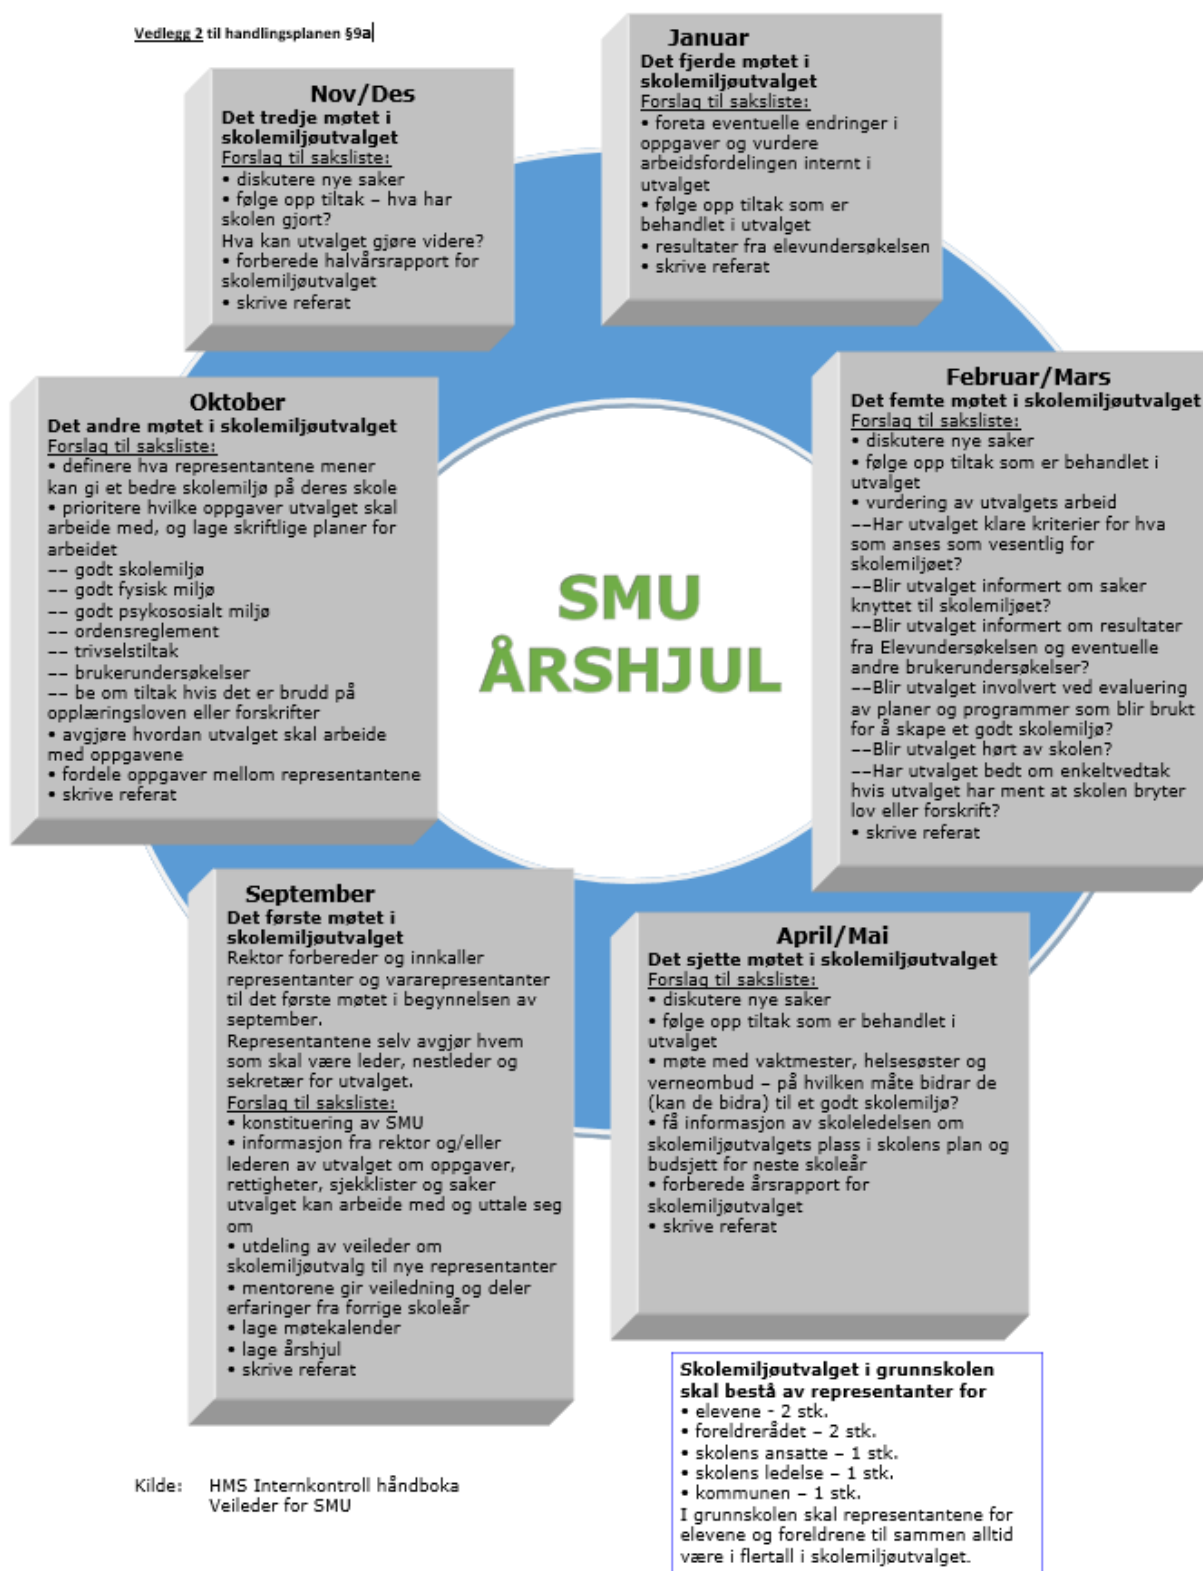 Vedlegg 2 til handlingsplanen §9a
Januar
Det fjerde møtet i
skolemiljøutvalget
Forslag til saksliste:
• foreta eventuelle endringer i
oppgaver og vurdere
arbeidsfordelingen internt i
utvalget
• følge opp tiltak som er
behandlet i utvalget
• resultater fra elevundersøkelsen
• skrive referat
Nov/Des
Det tredje møtet i
skolemiljøutvalget
Forslag til saksliste:
• diskutere nye saker
• følge opp tiltak – hva har
skolen gjort?
Hva kan utvalget gjøre videre?
• forberede halvårsrapport for
skolemiljøutvalget
• skrive referat
Februar/Mars
Det femte møtet i skolemiljøutvalget
Forslag til saksliste:
• diskutere nye saker
• følge opp tiltak som er behandlet i
utvalget
• vurdering av utvalgets arbeid
––Har utvalget klare kriterier for hva
som anses som vesentlig for
skolemiljøet?
––Blir utvalget informert om saker
knyttet til skolemiljøet?
––Blir utvalget informert om resultater
fra Elevundersøkelsen og eventuelle
andre brukerundersøkelser?
––Blir utvalget involvert ved evaluering
av planer og programmer som blir brukt
for å skape et godt skolemiljø?
––Blir utvalget hørt av skolen?
––Har utvalget bedt om enkeltvedtak
hvis utvalget har ment at skolen bryter
lov eller forskrift?
• skrive referat
Oktober
Det andre møtet i skolemiljøutvalget
Forslag til saksliste:
• definere hva representantene mener
kan gi et bedre skolemiljø på deres skole
• prioritere hvilke oppgaver utvalget skal
arbeide med, og lage skriftlige planer for
arbeidet
–– godt skolemiljø
–– godt fysisk miljø
–– godt psykososialt miljø
–– ordensreglement
–– trivselstiltak
–– brukerundersøkelser
–– be om tiltak hvis det er brudd på
opplæringsloven eller forskrifter
• avgjøre hvordan utvalget skal arbeide
med oppgavene
• fordele oppgaver mellom representantene
• skrive referat
SMU
ÅRSHJUL
September
Det første møtet i
skolemiljøutvalget
Rektor forbereder og innkaller
representanter og vararepresentanter
til det første møtet i begynnelsen av
september.
Representantene selv avgjør hvem
som skal være leder, nestleder og
sekretær for utvalget.
Forslag til saksliste:
• konstituering av SMU
• informasjon fra rektor og/eller
lederen av utvalget om oppgaver,
rettigheter, sjekklister og saker
utvalget kan arbeide med og uttale seg
om
• utdeling av veileder om
skolemiljøutvalg til nye representanter
• mentorene gir veiledning og deler
erfaringer fra forrige skoleår
• lage møtekalender
• lage årshjul
• skrive referat
April/Mai
Det sjette møtet i skolemiljøutvalget
Forslag til saksliste:
• diskutere nye saker
• følge opp tiltak som er behandlet i
utvalget
• møte med vaktmester, helsesøster og
verneombud – på hvilken måte bidrar de
(kan de bidra) til et godt skolemiljø?
• få informasjon av skoleledelsen om
skolemiljøutvalgets plass i skolens plan og
budsjett for neste skoleår
• forberede årsrapport for
skolemiljøutvalget
• skrive referat
Skolemiljøutvalget i grunnskolen
skal bestå av representanter for
• elevene - 2 stk.
• foreldrerådet – 2 stk.
• skolens ansatte – 1 stk.
• skolens ledelse – 1 stk.
• kommunen – 1 stk.
I grunnskolen skal representantene for
elevene og foreldrene til sammen alltid
være i flertall i skolemiljøutvalget.
Kilde: HMS Internkontroll håndboka
Veileder for SMU